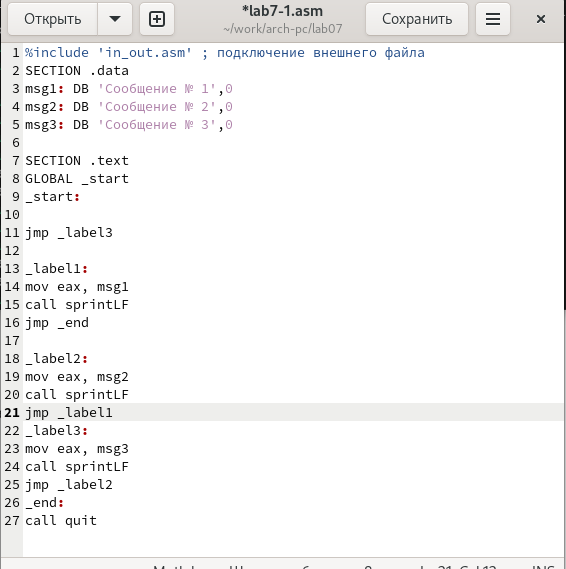 Открыть
*lab7-1.asm
~/work/arch-pc/lab07
Сохранить
1 %include 'in_out.asm' ; подключение внешнего файла
2 SECTION .data
3 msg1: DB 'Сообщение № 1',0
4 msg2: DB 'Сообщение № 2',0
5 msg3: DB 'Сообщение № 3',0
6
7 SECTION .text
8 GLOBAL _start
9 _start:
10
11 jmp _label3
12
13 _label1:
14 mov eax, msg1
15 call sprintLF
16 jmp _end
17
18 _label2:
19 mov eax, msg2
20 call sprintLF
21 jmp _label1
22 _label3:
23 mov eax, msg3
24 call sprintLF
25 jmp _label2
26 _end:
27 call quit